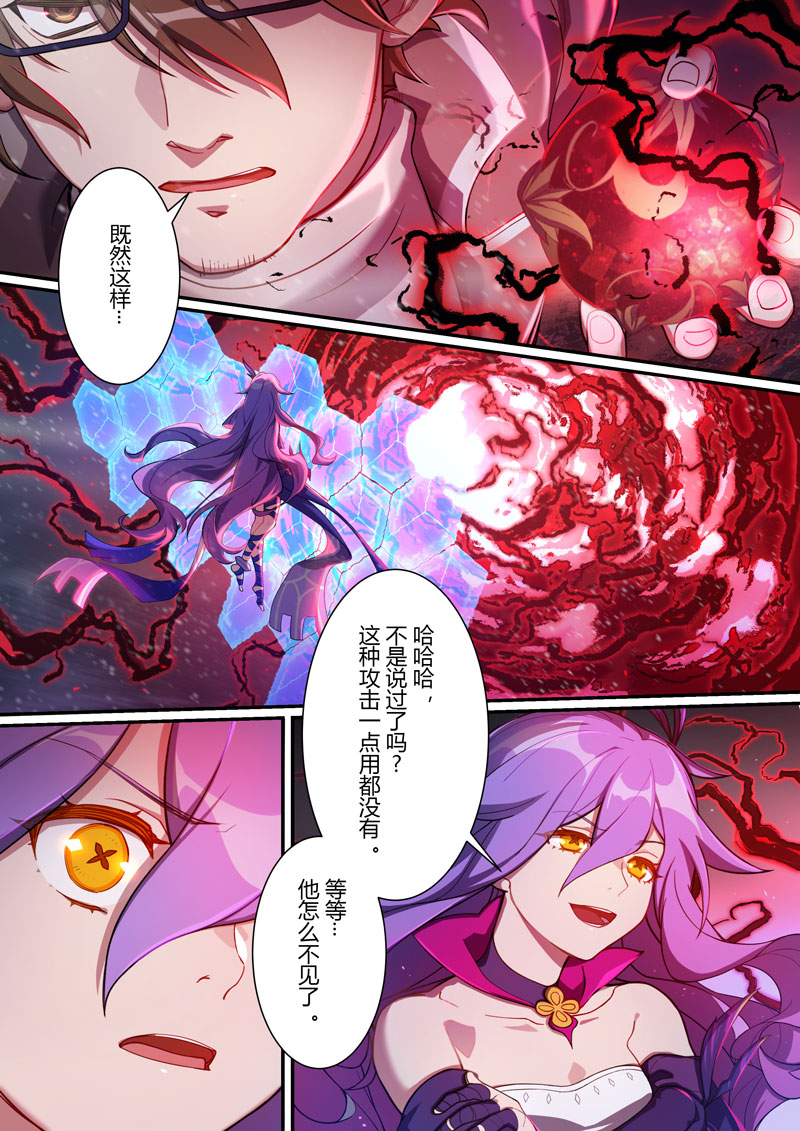 既然这样…
哈哈哈，
不是说过了吗？
这种攻击一点用都没有。
等等…
他怎么不见了。